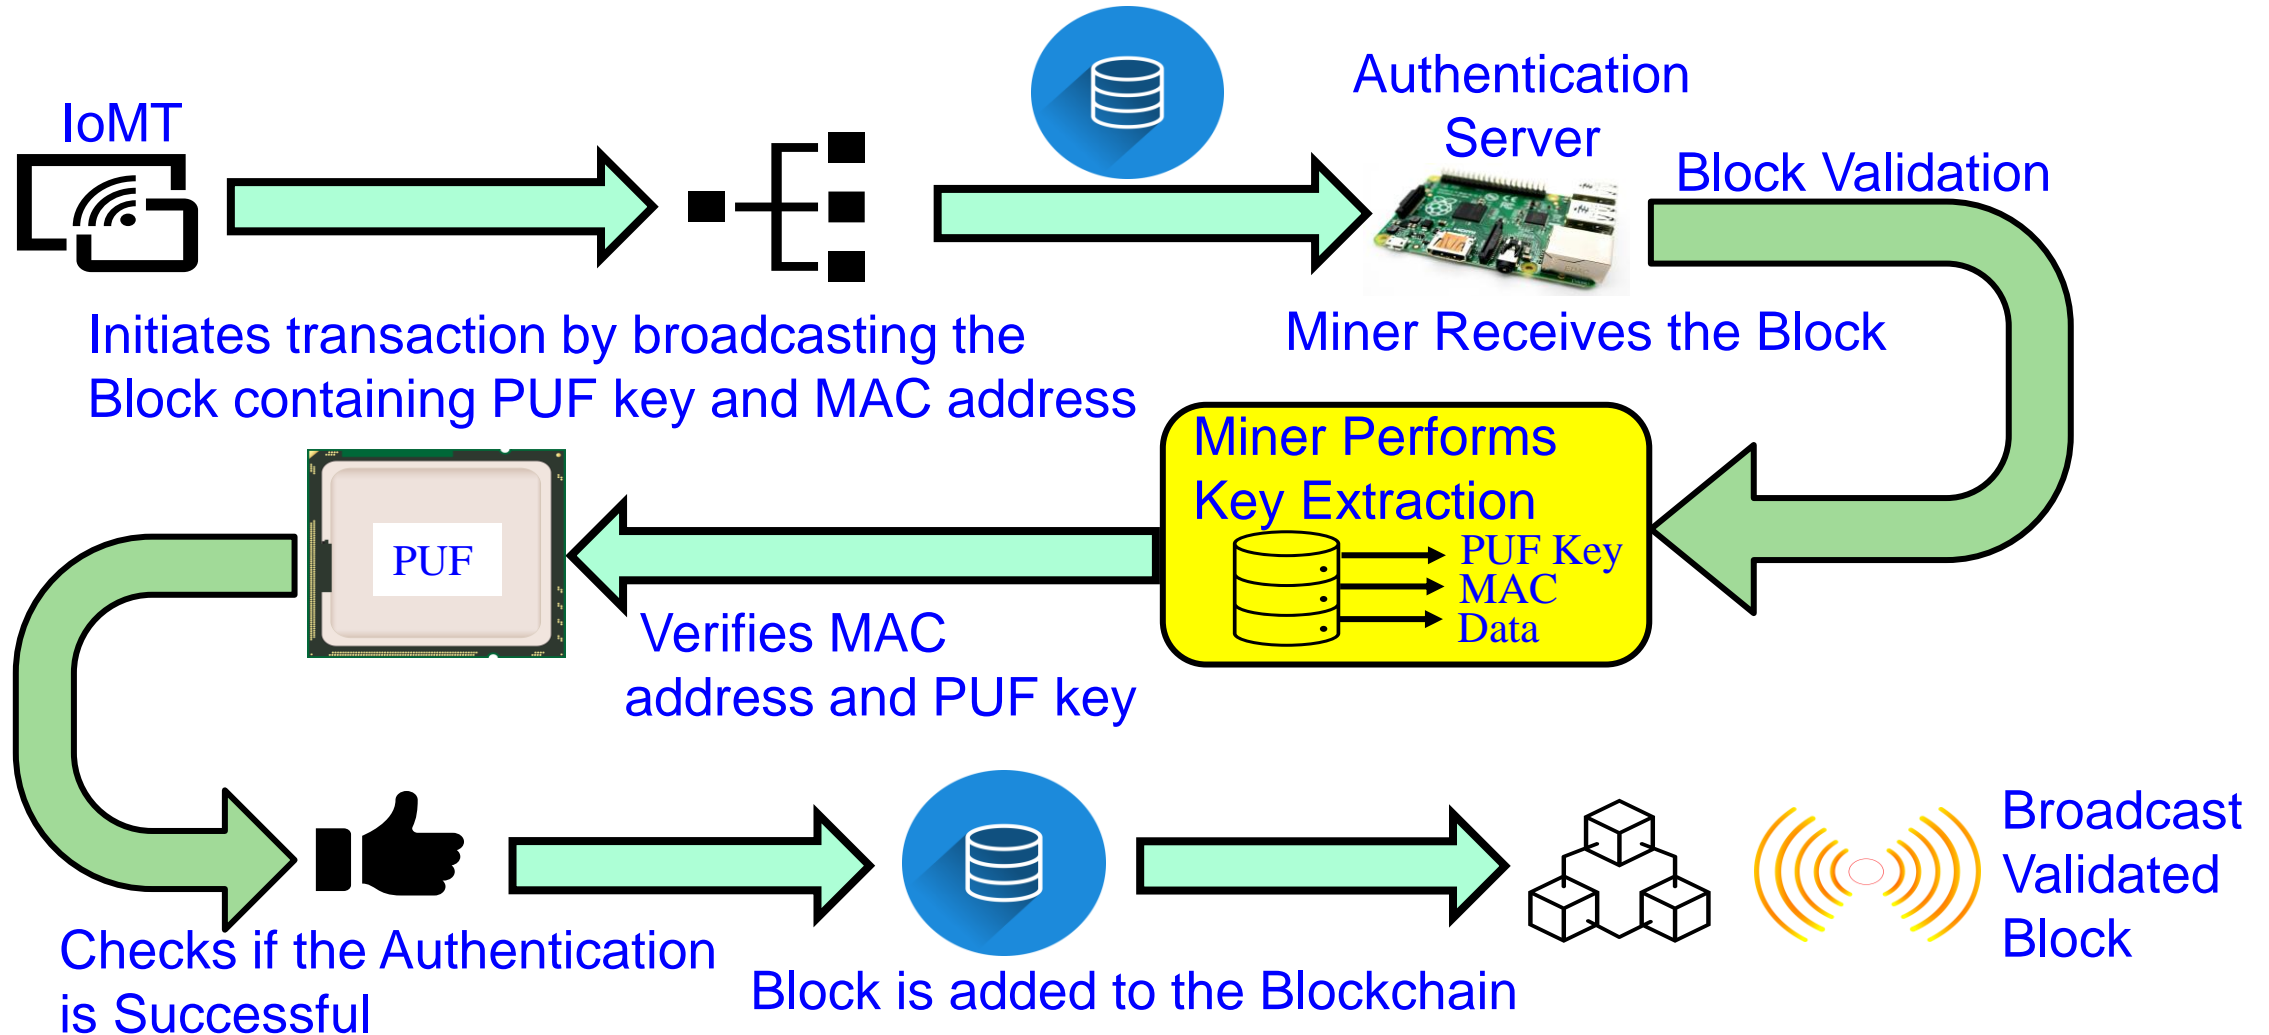 IoMT
Authentication
Server
Block Validation
Initiates transaction by broadcasting the
Block containing PUF key and MAC address
Miner Receives the Block
Miner Performs
Key Extraction
PUF Key
MAC
Data
PUF
Verifies MAC
address and PUF key
Checks if the Authentication
is Successful
Block is added to the Blockchain
Broadcast
Validated
Block